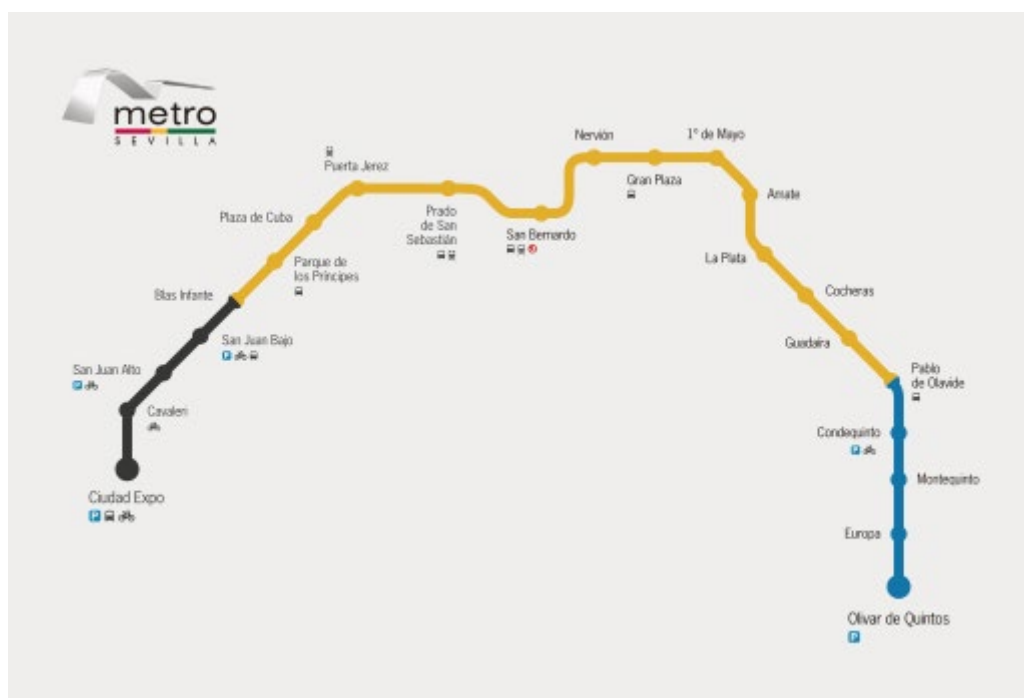 metro
SEVILLA
Puerta Jerez
Nervión
1º de Mayo
Gran Plaza
Plaza de Cuba
Prado
de San
Sebastián
San Bernardo
Amate
Parque de
los Príncipes
La Plata
Blas Infante
Cocheras
San Juan Bajo
P
Guadaíra
San Juan Alto
P
Pablo
de Olavide
Cavaleri
Condequinto
P
Ciudad Expo
P
Montequinto
Europa
Olivar de Quintos
P